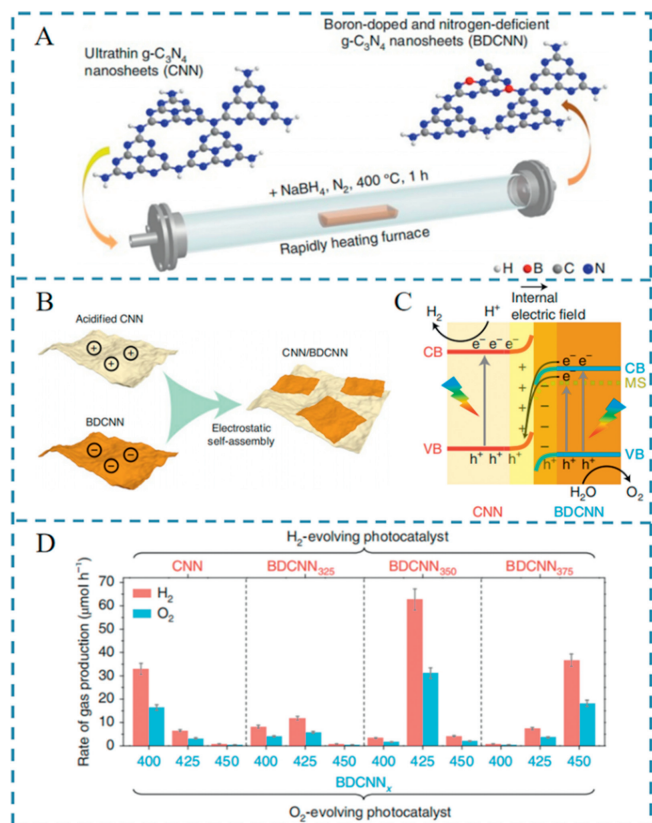 A
Ultrathin g-C₃N₄
nanosheets (CNN)
Boron-doped and nitrogen-deficient
g-C₃N₄ nanosheets (BDCNN)
+ NaBH₄, N₂, 400 °C, 1 h
Rapidly heating furnace
H B C N
B
Acidified CNN
+ + +
BDCNN
− − −
Electrostatic
self-assembly
CNN/BDCNN
C
Internal
electric field
H₂ H⁺
CB e⁻ e⁻ e⁻
e⁻ e⁻
e⁻
CB
MS
+ + + +
− − − −
VB
h⁺ h⁺ h⁺
h⁺ h⁺ h⁺
VB
H₂O O₂
CNN BDCNN
D
H₂-evolving photocatalyst
CNN BDCNN₃₂₅ BDCNN₃₅₀ BDCNN₃₇₅
Rate of gas production (μmol h⁻¹)
70
60
50
40
30
20
10
0
H₂
O₂
400 425 450 400 425 450 400 425 450 400 425 450
BDCNNₓ
O₂-evolving photocatalyst